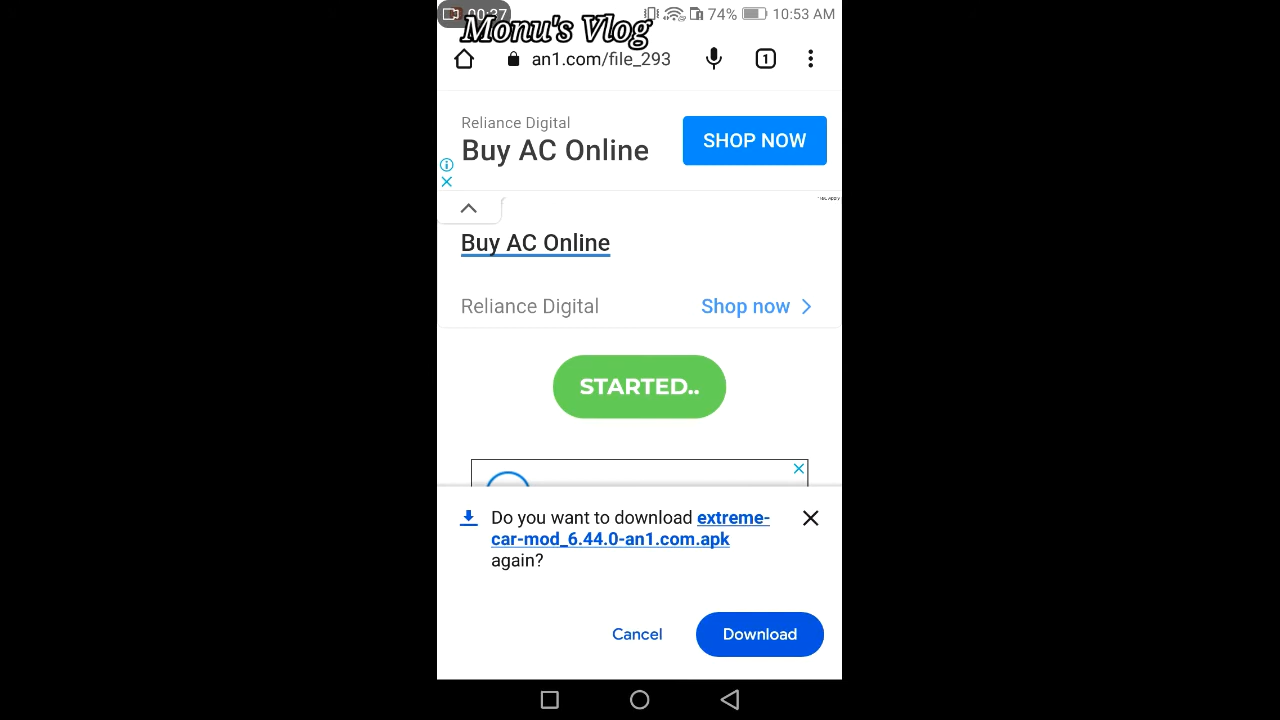 00:37
Monu's Vlog
74%
10:53 AM
an1.com/file_293
1
Reliance Digital
Buy AC Online
SHOP NOW
Buy AC Online
Reliance Digital
Shop now
STARTED..
Do you want to download extreme-
car-mod_6.44.0-an1.com.apk
again?
Cancel
Download